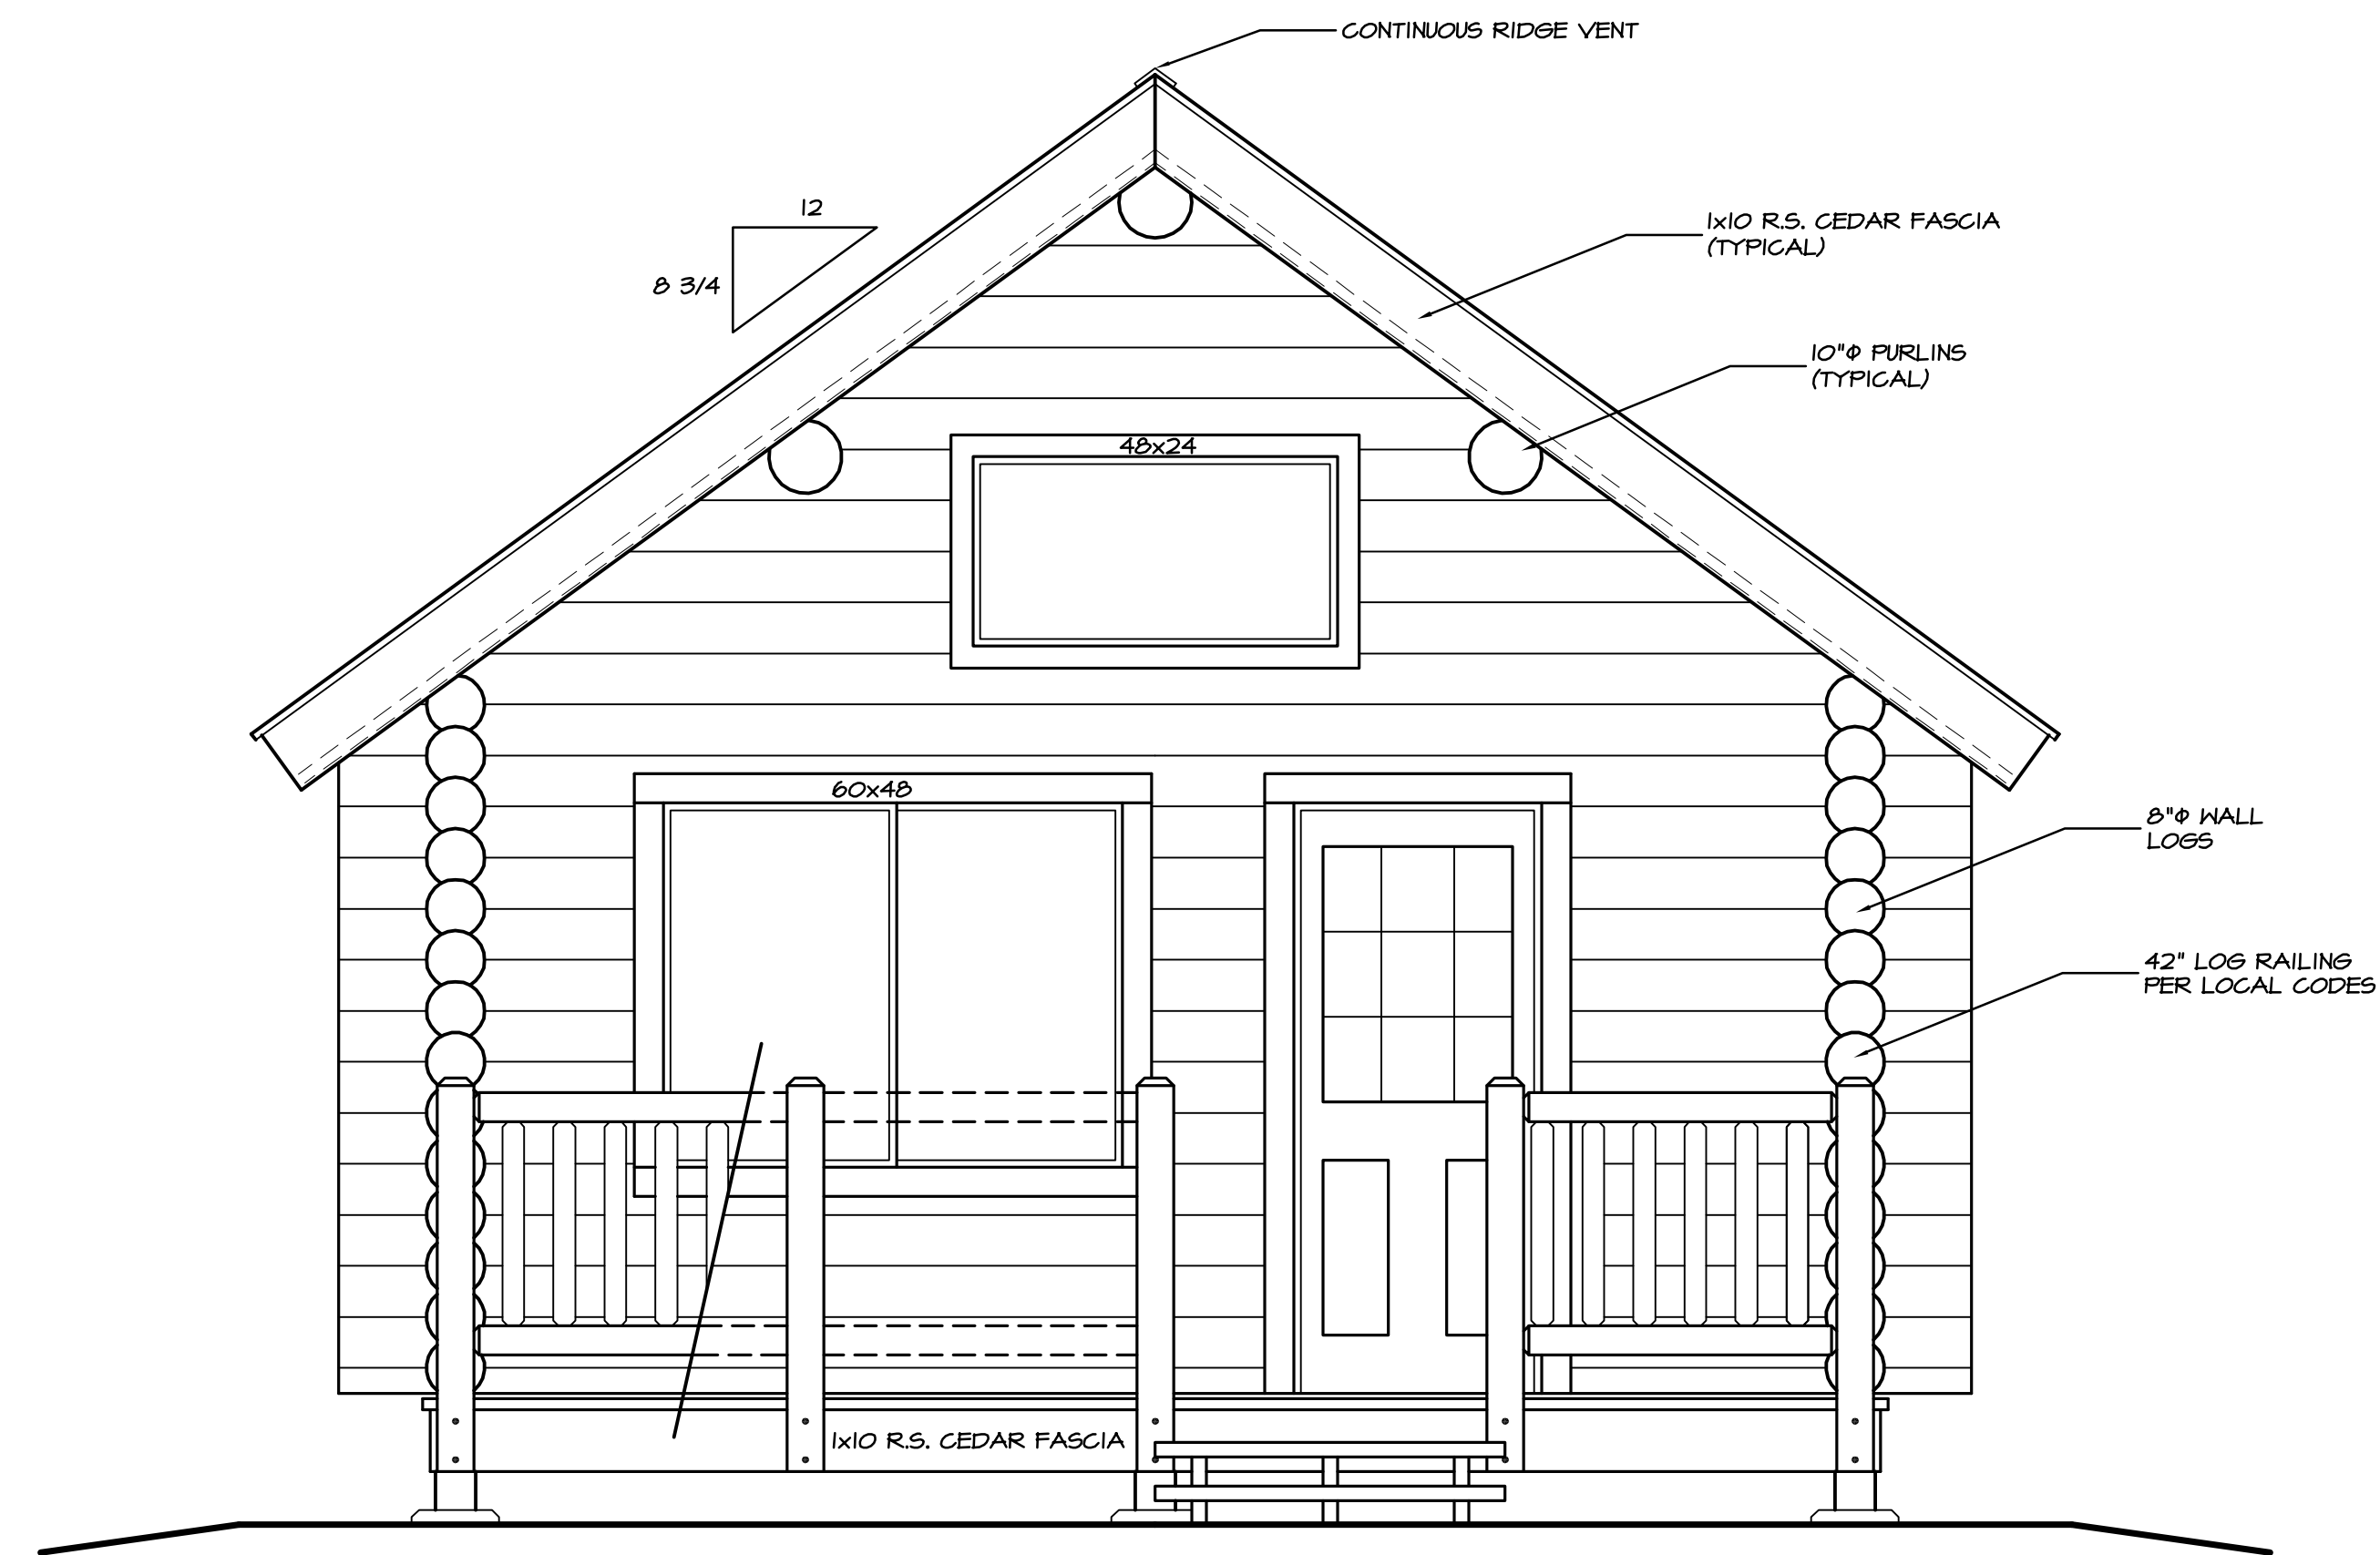 CONTINUOUS RIDGE VENT
12
8 3/4
1x10 R.S. CEDAR FASCIA
(TYPICAL)
10"Φ PURLINS
(TYPICAL)
48x24
60x48
8"Φ WALL
LOGS
42" LOG RAILING
PER LOCAL CODES
1x10 R.S. CEDAR FASCIA